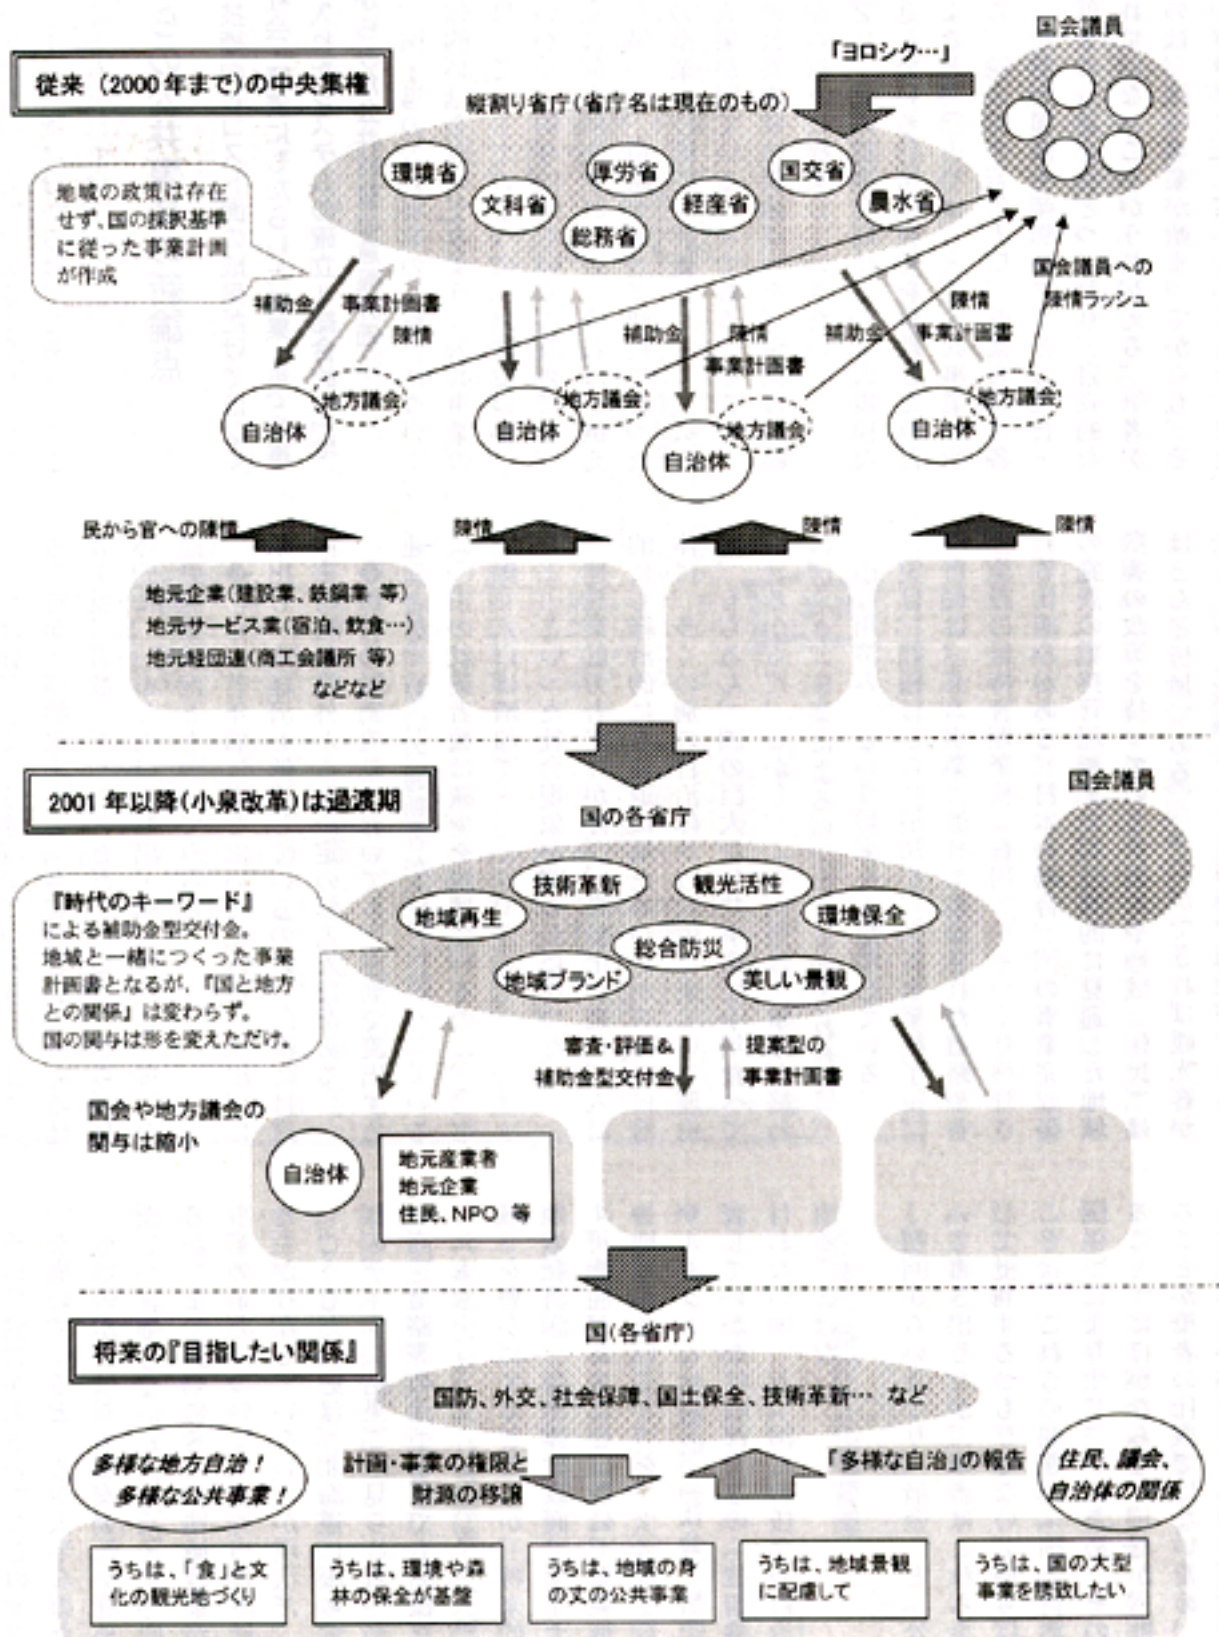 国会議員
「ヨロシク…」
従来（2000年まで）の中央集権
縦割り省庁（省庁名は現在のもの）
環境省
厚労省
国交省
文科省
経産省
農水省
総務省
地域の政策は存在
せず、国の採択基準
に従った事業計画
が作成
国会議員への
陳情ラッシュ
補助金
事業計画書
陳情
補助金
陳情
事業計画書
補助金
陳情
事業計画書
地方議会
自治体
地方議会
自治体
地方議会
自治体
地方議会
自治体
民から官への陳情
陳情
陳情
陳情
地元企業（建設業、鉄鋼業 等）
地元サービス業（宿泊、飲食…）
地元経団連（商工会議所 等）
などなど
2001年以降（小泉改革）は過渡期
国会議員
国の各省庁
技術革新
観光活性
地域再生
環境保全
総合防災
地域ブランド
美しい景観
『時代のキーワード』
による補助金型交付金。
地域と一緒につくった事業
計画書となるが、『国と地方
との関係』は変わらず。
国の関与は形を変えただけ。
審査・評価＆
補助金型交付金
提案型の
事業計画書
国会や地方議会の
関与は縮小
自治体
地元産業者
地元企業
住民、NPO 等
将来の『目指したい関係』
国（各省庁）
国防、外交、社会保障、国土保全、技術革新… など
多様な地方自治！
多様な公共事業！
計画・事業の権限と
財源の移譲
「多様な自治」の報告
住民、議会、
自治体の関係
うちは、「食」と文
化の観光地づくり
うちは、環境や森
林の保全が基盤
うちは、地域の身
の丈の公共事業
うちは、地域景観
に配慮して
うちは、国の大型
事業を誘致したい